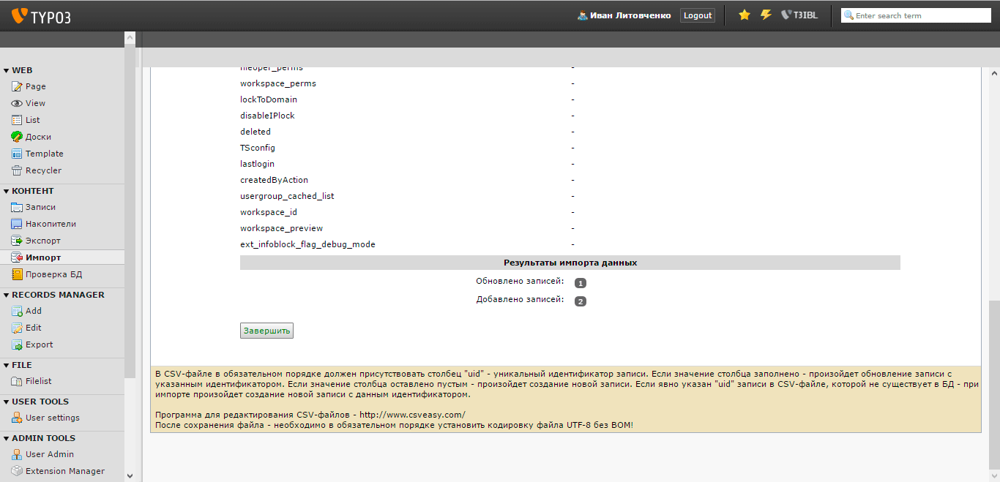 TYPO3
Иван Литовченко
Logout
T3IBL
Enter search term
WEB
Page
View
List
Доски
Template
Recycler
КОНТЕНТ
Записи
Накопители
Экспорт
Импорт
Проверка БД
RECORDS MANAGER
Add
Edit
Export
FILE
Filelist
USER TOOLS
User settings
ADMIN TOOLS
User Admin
Extension Manager
fileoper_perms -
workspace_perms -
lockToDomain -
disableIPlock -
deleted -
TSconfig -
lastlogin -
createdByAction -
usergroup_cached_list -
workspace_id -
workspace_preview -
ext_infoblock_flag_debug_mode -
Результаты импорта данных
Обновлено записей: 1
Добавлено записей: 2
Завершить
В CSV-файле в обязательном порядке должен присутствовать столбец "uid" - уникальный идентификатор записи. Если значение столбца заполнено - произойдет обновление записи с
указанным идентификатором. Если значение столбца оставлено пустым - произойдет создание новой записи. Если явно указан "uid" записи в CSV-файле, которой не существует в БД - при
импорте произойдет создание новой записи с данным идентификатором.
Программа для редактирования CSV-файлов - http://www.csveasy.com/
После сохранения файла - необходимо в обязательном порядке установить кодировку файла UTF-8 без BOM!